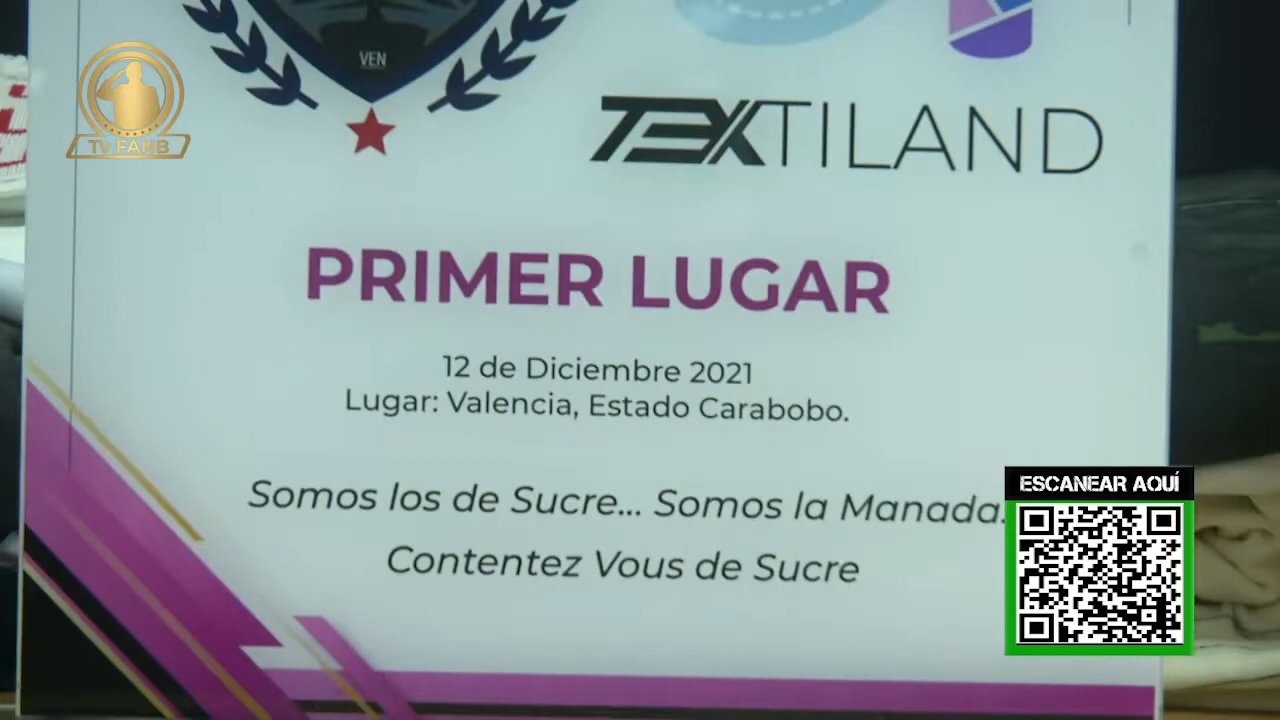 VEN
TV FANB
TEXTILAND
PRIMER LUGAR
12 de Diciembre 2021
Lugar: Valencia, Estado Carabobo.
Somos los de Sucre... Somos la Manada.
Contentez Vous de Sucre
ESCANEAR AQUÍ